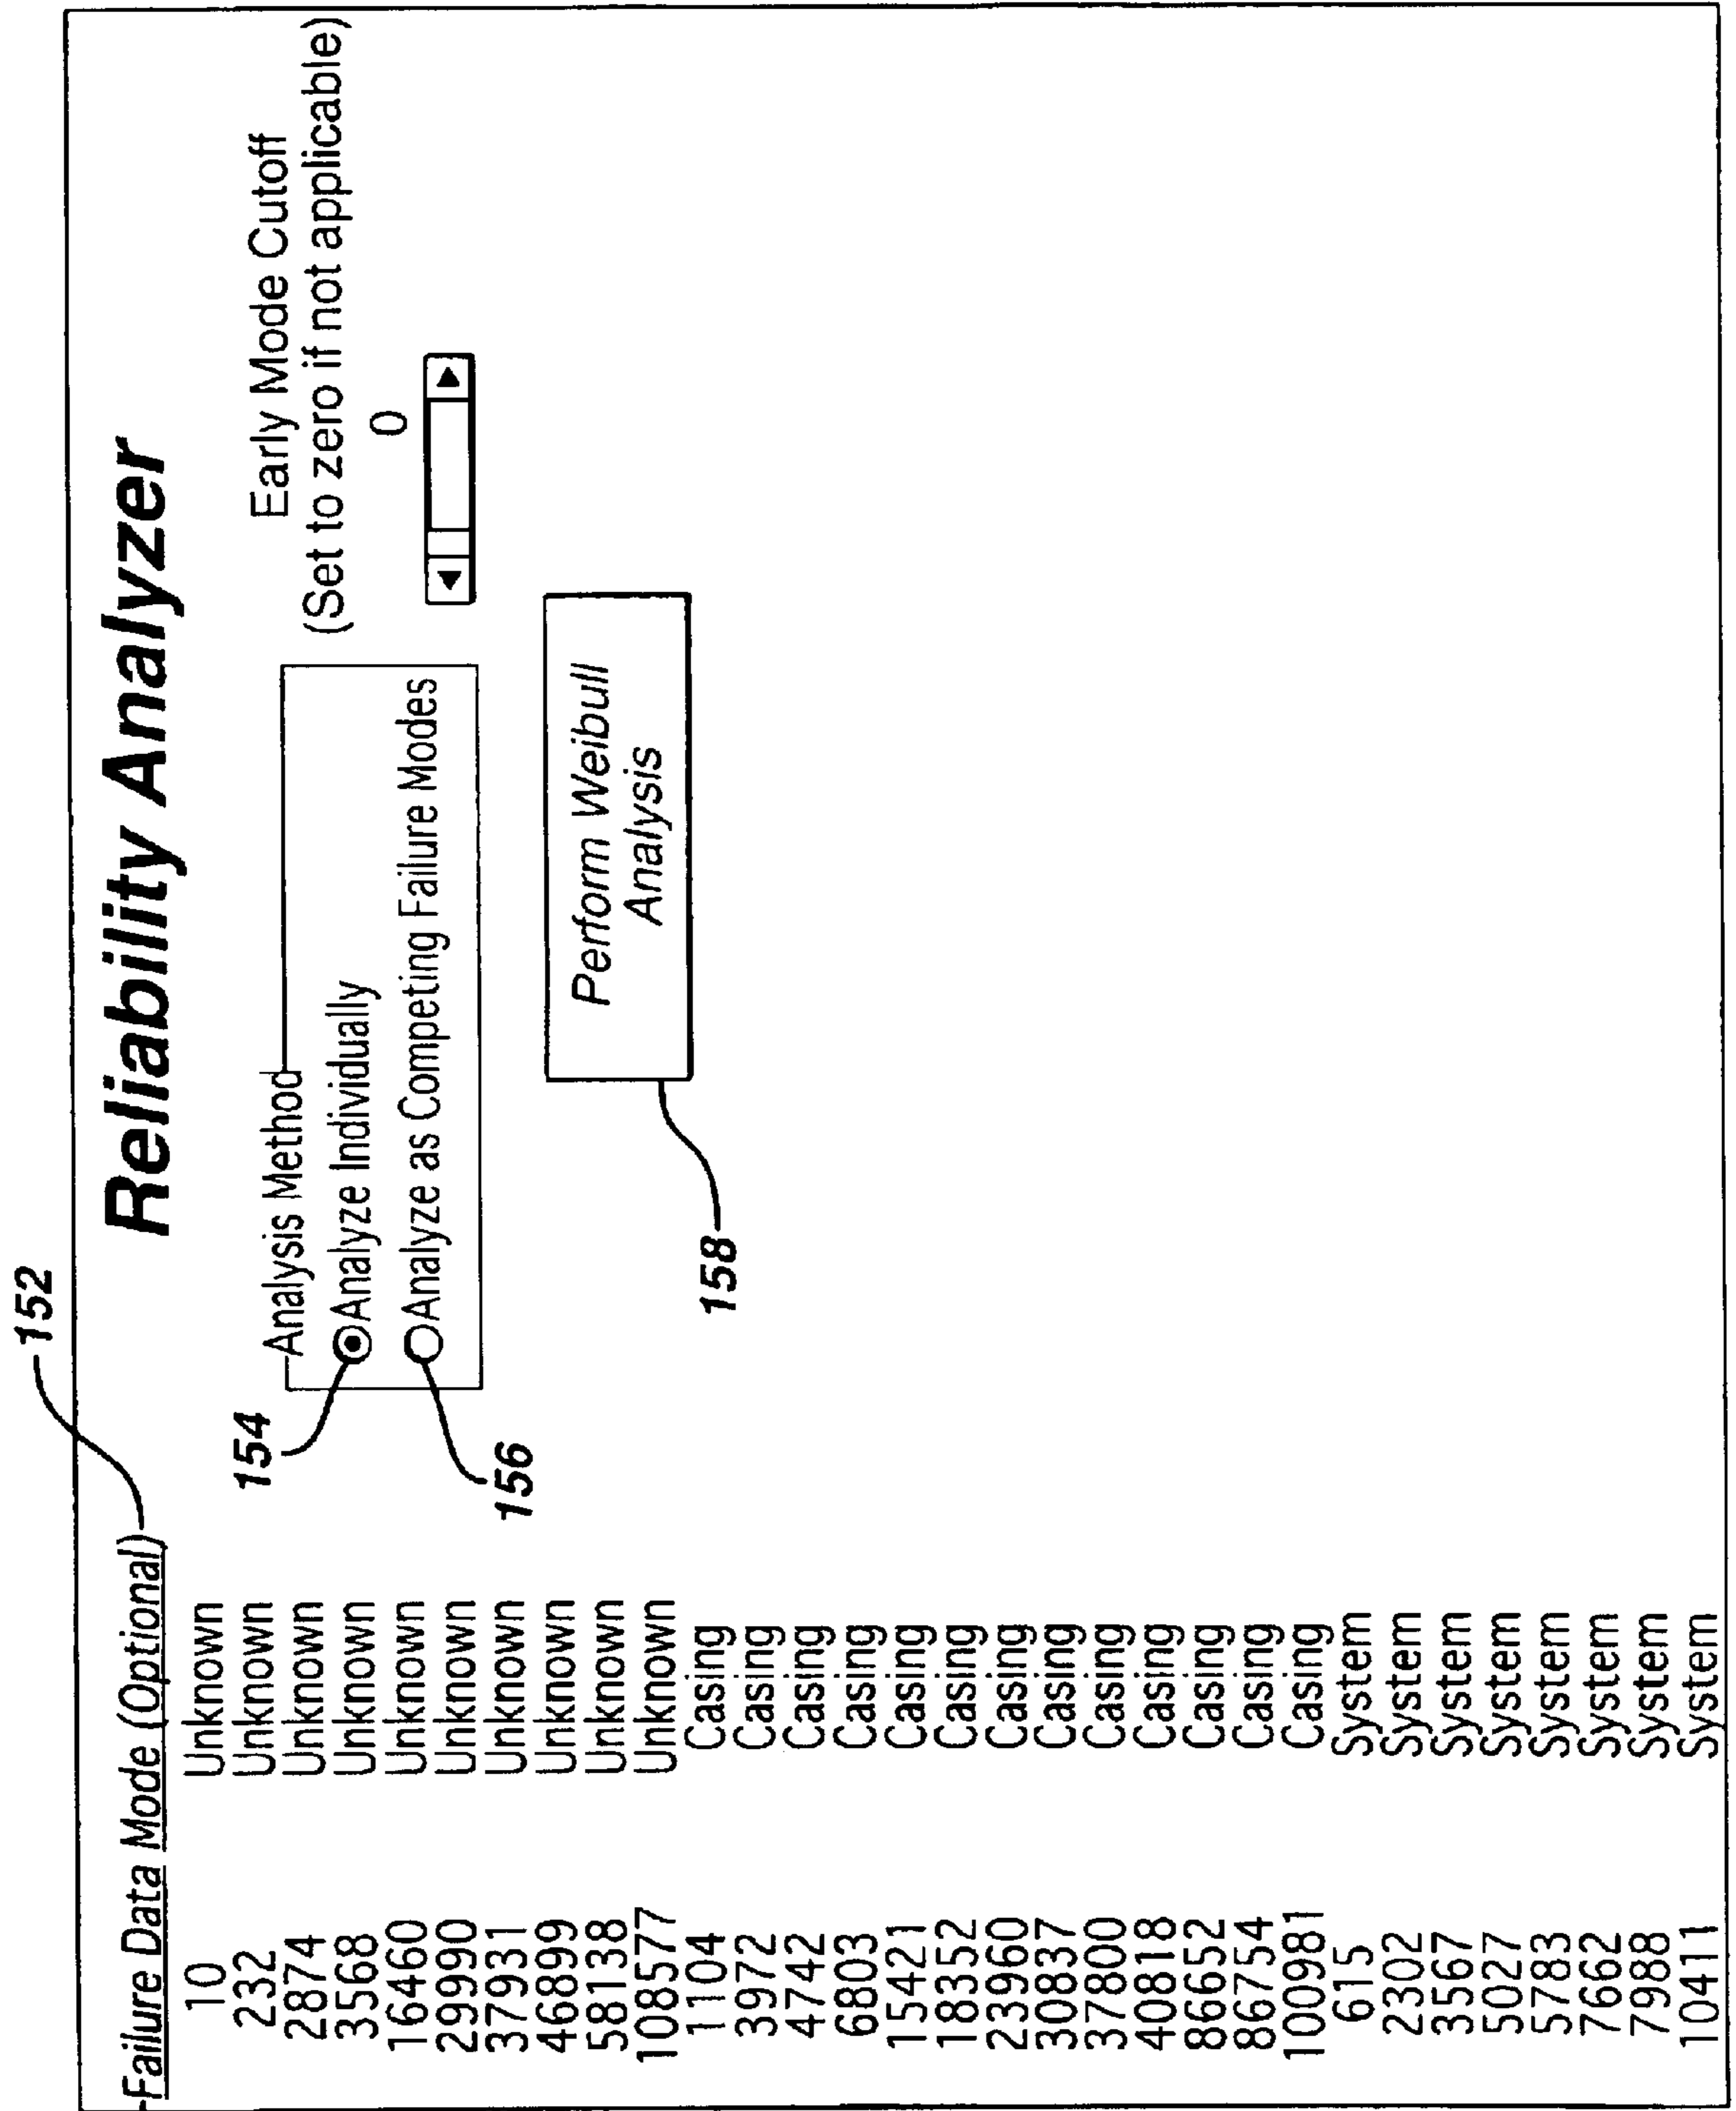 152
Reliability Analyzer
Failure Data Mode (Optional)
10 Unknown
232 Unknown
2874 Unknown
3568 Unknown
16460 Unknown
29990 Unknown
37931 Unknown
46899 Unknown
58138 Unknown
108577 Unknown
1104 Casing
3972 Casing
4742 Casing
6803 Casing
15421 Casing
18352 Casing
23960 Casing
30837 Casing
37800 Casing
40818 Casing
86652 Casing
86754 Casing
100981 Casing
615 System
2302 System
3567 System
5027 System
5783 System
7662 System
7988 System
10411 System
154
Analysis Method
Analyze Individually
Analyze as Competing Failure Modes
156
Early Mode Cutoff
(Set to zero if not applicable)
0
Perform Weibull
Analysis
158